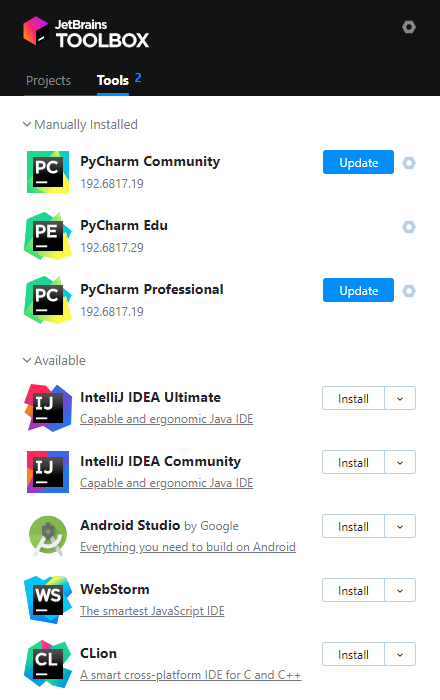 JetBrains
TOOLBOX
Projects
Tools 2
Manually Installed
PC
PyCharm Community
192.6817.19
Update
PE
PyCharm Edu
192.6817.29
PC
PyCharm Professional
192.6817.19
Update
Available
IJ
IntelliJ IDEA Ultimate
Capable and ergonomic Java IDE
Install
IJ
IntelliJ IDEA Community
Capable and ergonomic Java IDE
Install
Android Studio by Google
Everything you need to build on Android
Install
WS
WebStorm
The smartest JavaScript IDE
Install
CL
CLion
A smart cross-platform IDE for C and C++
Install